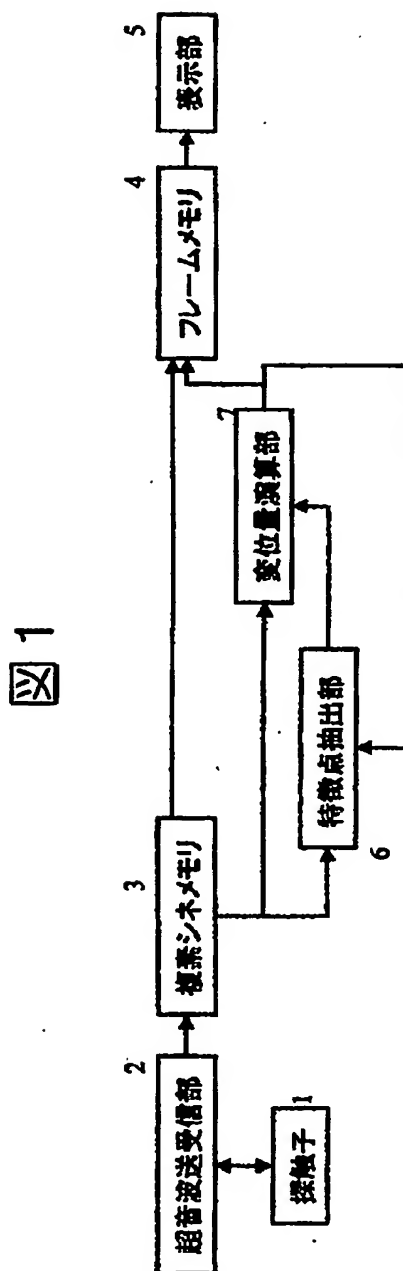 図1
1
探触子
2
超音波送受信部
3
複素シネメモリ
4
フレームメモリ
5
表示部
6
特徴点抽出部
7
変位量演算部